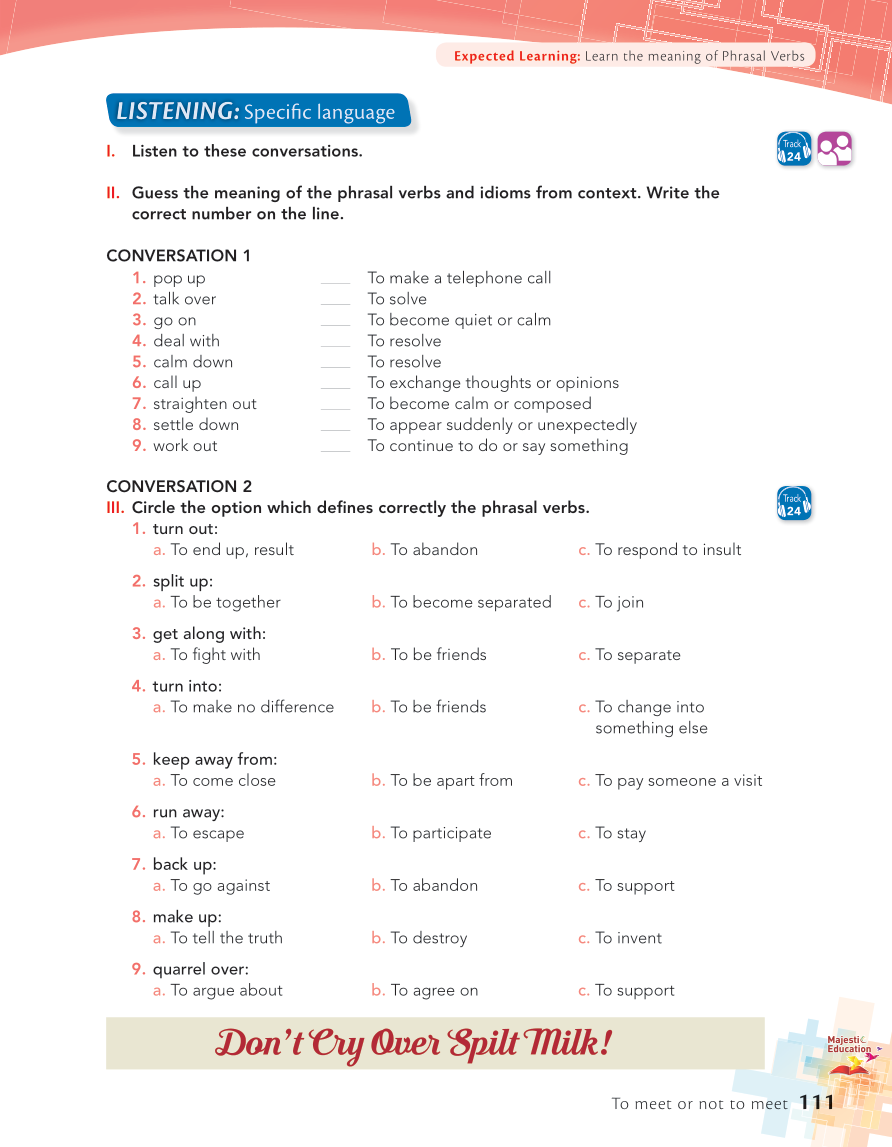 Expected Learning: Learn the meaning of Phrasal Verbs
LISTENING: Specific language
I. Listen to these conversations.
Track
24
II. Guess the meaning of the phrasal verbs and idioms from context. Write the
correct number on the line.
CONVERSATION 1
1. pop up ____ To make a telephone call
2. talk over ____ To solve
3. go on ____ To become quiet or calm
4. deal with ____ To resolve
5. calm down ____ To resolve
6. call up ____ To exchange thoughts or opinions
7. straighten out ____ To become calm or composed
8. settle down ____ To appear suddenly or unexpectedly
9. work out ____ To continue to do or say something
CONVERSATION 2
III. Circle the option which defines correctly the phrasal verbs.
Track
24
1. turn out:
a. To end up, result b. To abandon c. To respond to insult
2. split up:
a. To be together b. To become separated c. To join
3. get along with:
a. To fight with b. To be friends c. To separate
4. turn into:
a. To make no difference b. To be friends c. To change into
something else
5. keep away from:
a. To come close b. To be apart from c. To pay someone a visit
6. run away:
a. To escape b. To participate c. To stay
7. back up:
a. To go against b. To abandon c. To support
8. make up:
a. To tell the truth b. To destroy c. To invent
9. quarrel over:
a. To argue about b. To agree on c. To support
Don't Cry Over Spilt Milk!
Majestic
Education
To meet or not to meet 111